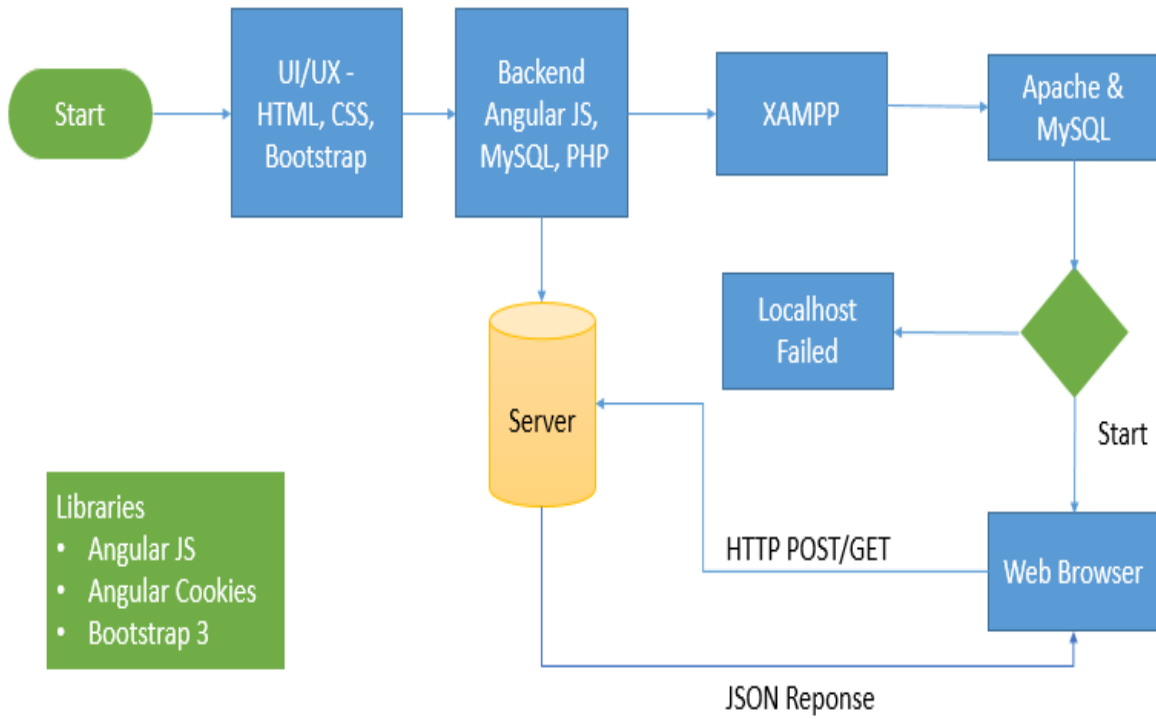 Start
UI/UX -
HTML, CSS,
Bootstrap
Backend
Angular JS,
MySQL, PHP
XAMPP
Apache &
MySQL
Localhost
Failed
Start
Server
Libraries
• Angular JS
• Angular Cookies
• Bootstrap 3
HTTP POST/GET
Web Browser
JSON Reponse